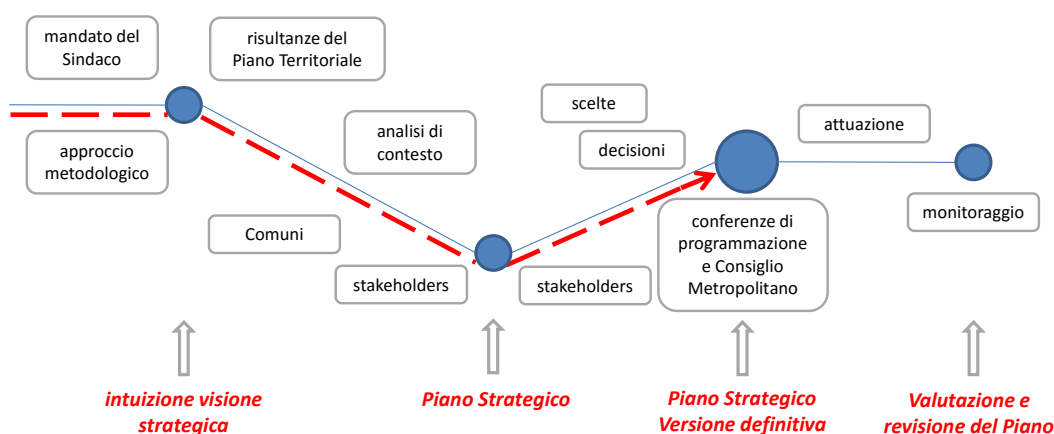 mandato del
Sindaco
risultanze del
Piano Territoriale
approccio
metodologico
analisi di
contesto
scelte
decisioni
attuazione
Comuni
stakeholders
stakeholders
conferenze di
programmazione
e Consiglio
Metropolitano
monitoraggio
intuizione visione
strategica
Piano Strategico
Piano Strategico
Versione definitiva
Valutazione e
revisione del Piano